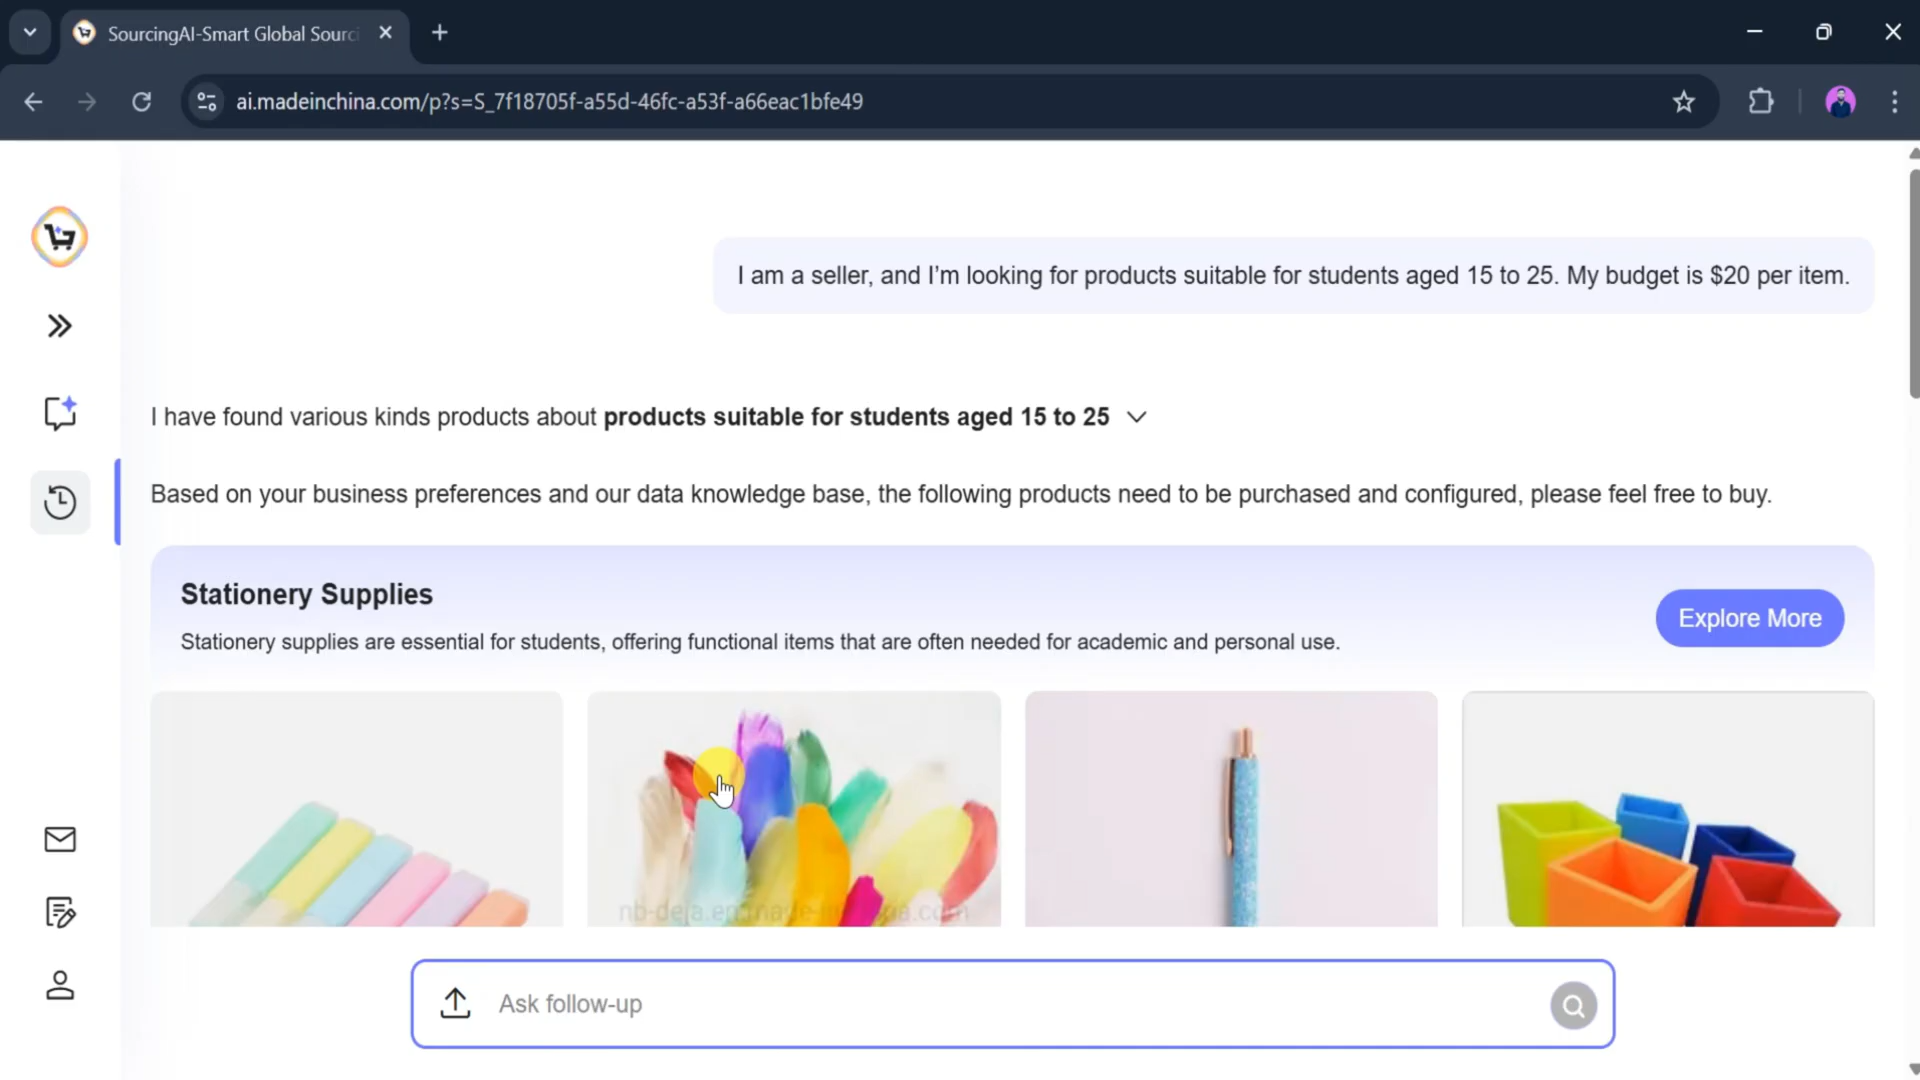 SourcingAI-Smart Global Sourc
ai.madeinchina.com/p?s=S_7f18705f-a55d-46fc-a53f-a66eac1bfe49
I am a seller, and I’m looking for products suitable for students aged 15 to 25. My budget is $20 per item.
I have found various kinds products about products suitable for students aged 15 to 25
Based on your business preferences and our data knowledge base, the following products need to be purchased and configured, please feel free to buy.
Stationery Supplies
Explore More
Stationery supplies are essential for students, offering functional items that are often needed for academic and personal use.
Ask follow-up